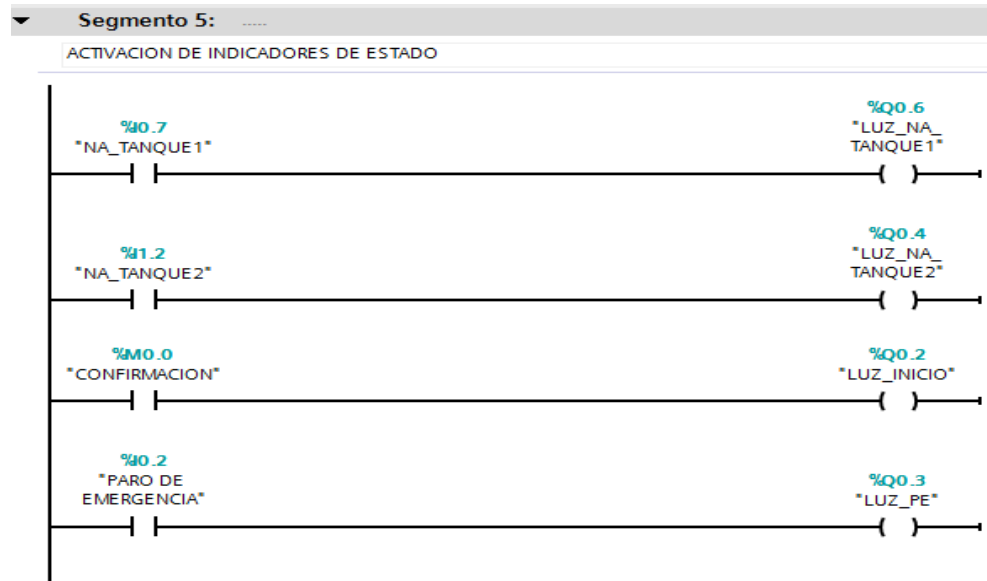 Segmento 5: .....
ACTIVACION DE INDICADORES DE ESTADO
%I0.7
"NA_TANQUE1"
%Q0.6
"LUZ_NA_
TANQUE1"
%I1.2
"NA_TANQUE2"
%Q0.4
"LUZ_NA_
TANQUE2"
%M0.0
"CONFIRMACION"
%Q0.2
"LUZ_INICIO"
%I0.2
"PARO DE
EMERGENCIA"
%Q0.3
"LUZ_PE"